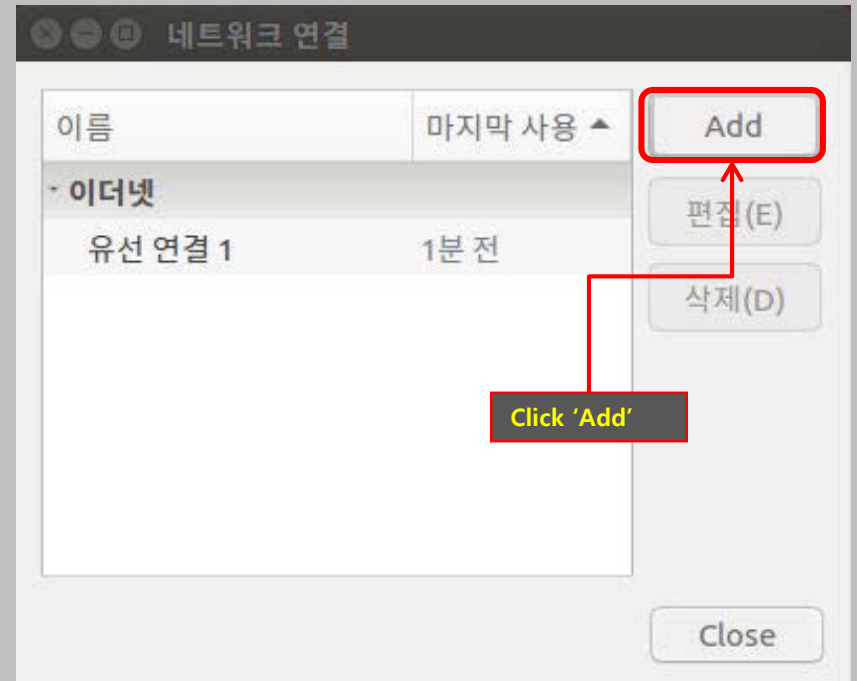 네트워크 연결
이름 마지막 사용
Add
이더넷
편집(E)
유선 연결 1 1분 전
삭제(D)
Click ‘Add’
Close